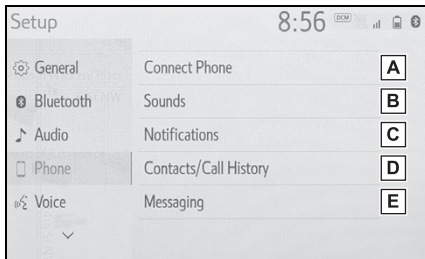 Setup
8:56 DCM
General
Bluetooth
Audio
Phone
Voice
Connect Phone A
Sounds B
Notifications C
Contacts/Call History D
Messaging E